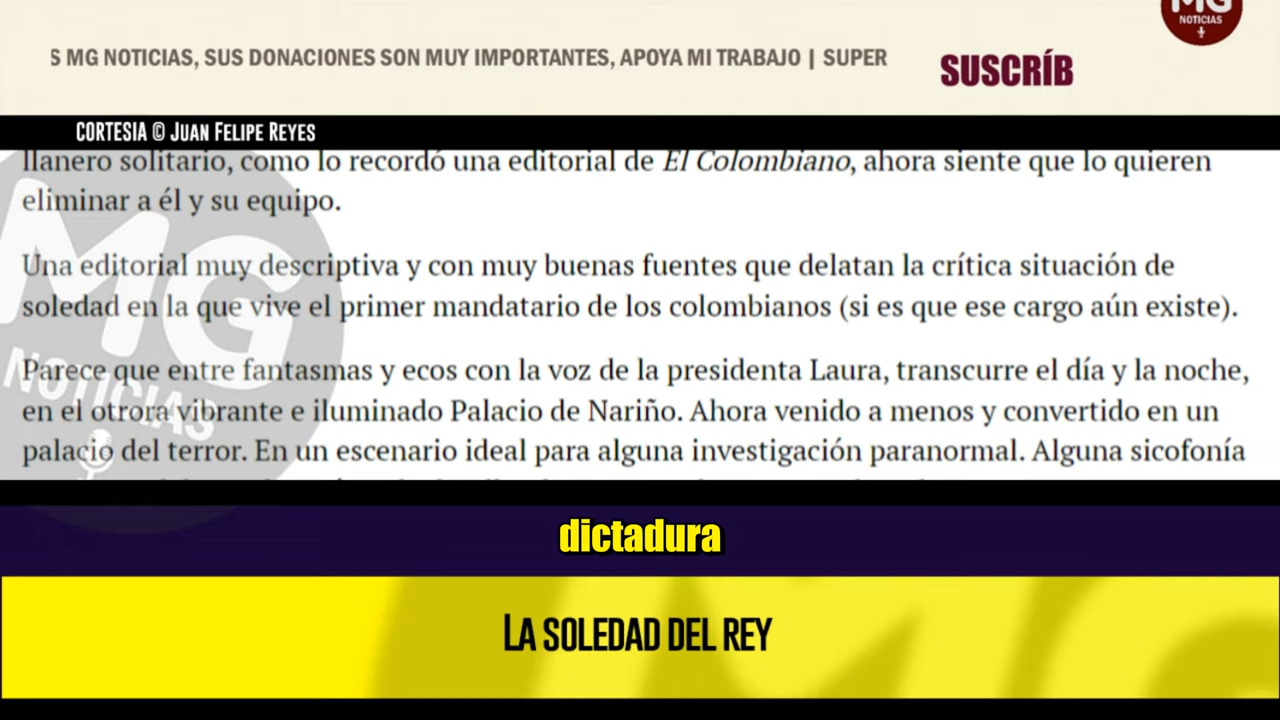 MG
NOTICIAS
S MG NOTICIAS, SUS DONACIONES SON MUY IMPORTANTES, APOYA MI TRABAJO | SUPER
SUSCRÍB
CORTESIA © JUAN FELIPE REYES
llanero solitario, como lo recordó una editorial de El Colombiano, ahora siente que lo quieren
eliminar a él y su equipo.
Una editorial muy descriptiva y con muy buenas fuentes que delatan la crítica situación de
soledad en la que vive el primer mandatario de los colombianos (si es que ese cargo aún existe).
Parece que entre fantasmas y ecos con la voz de la presidenta Laura, transcurre el día y la noche,
en el otrora vibrante e iluminado Palacio de Nariño. Ahora venido a menos y convertido en un
palacio del terror. En un escenario ideal para alguna investigación paranormal. Alguna sicofonía
MG
NOTICIAS
dictadura
LA SOLEDAD DEL REY